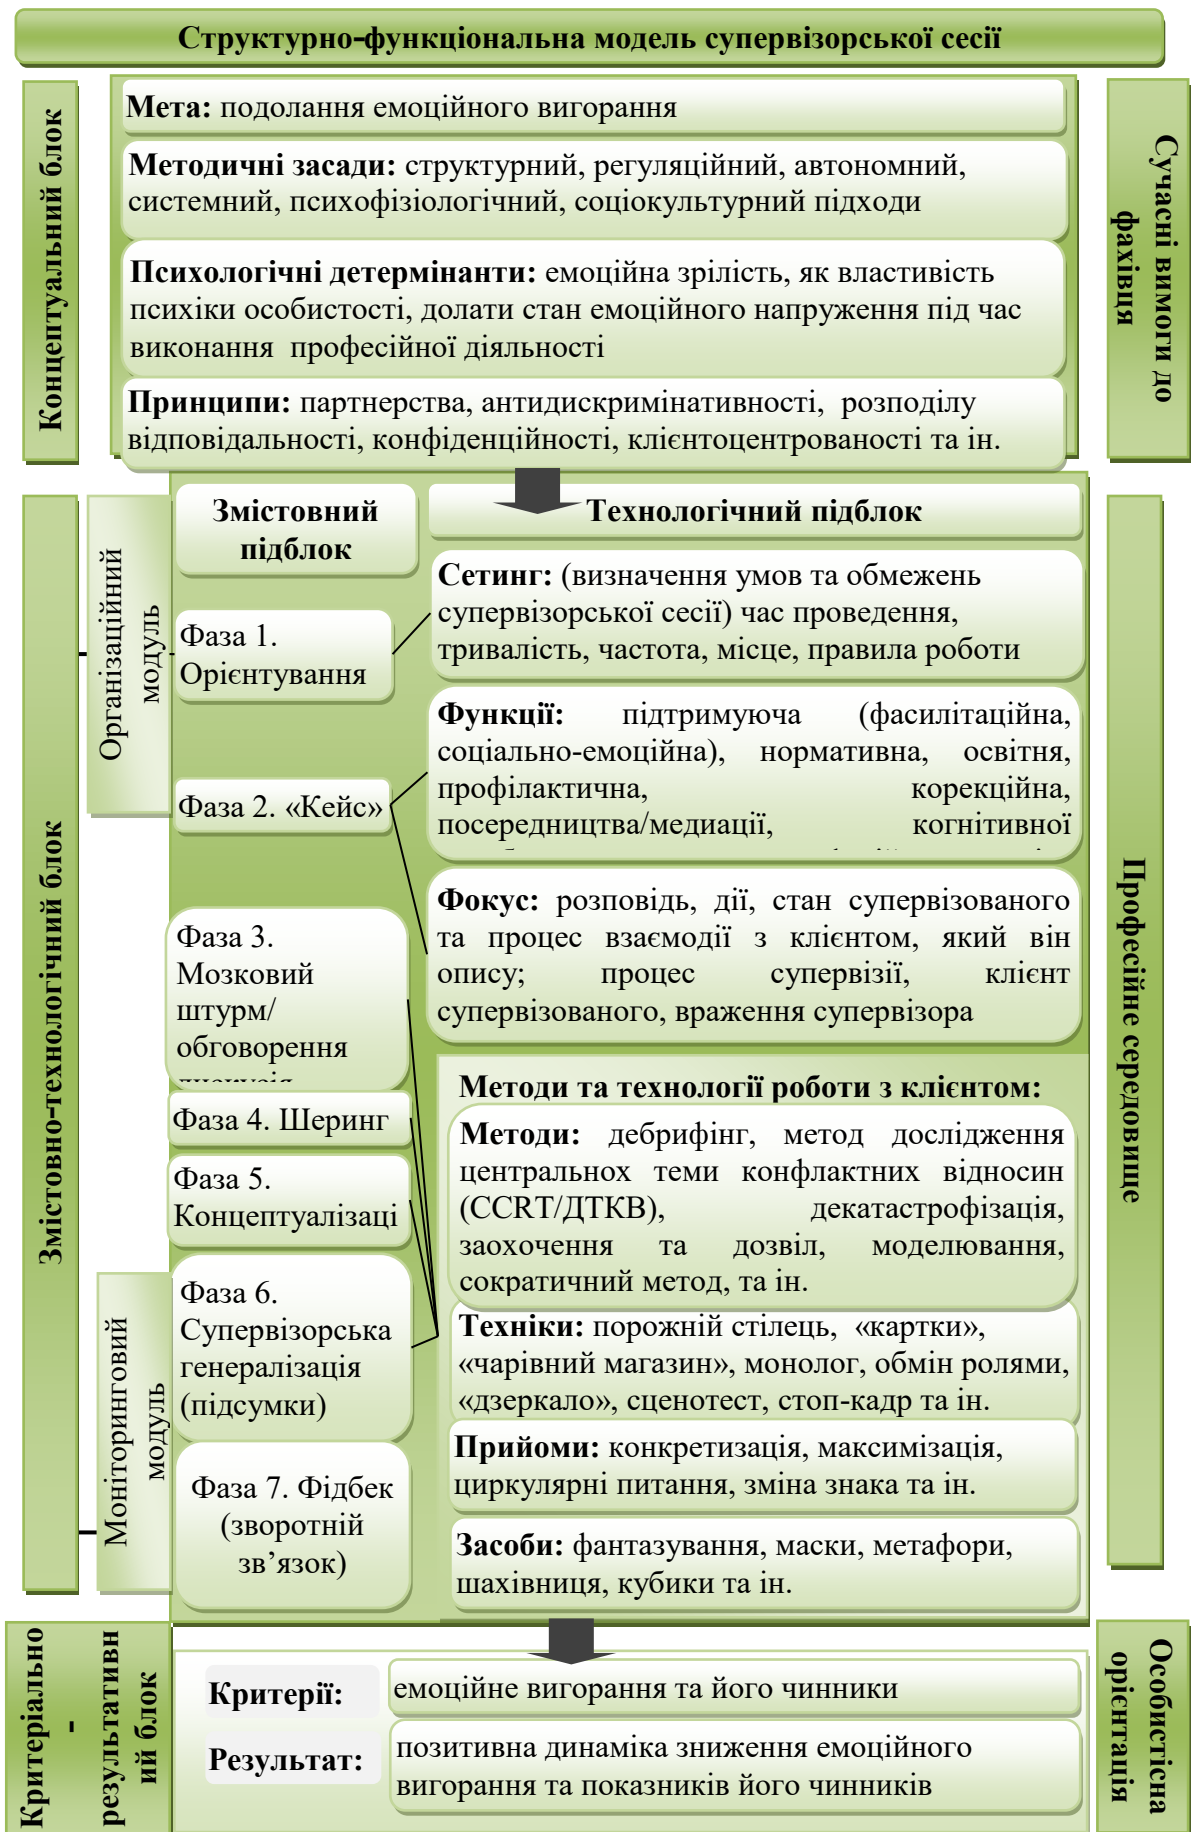 Структурно-функціональна модель супервізорської сесії
Концептуальний блок
Мета: подолання емоційного вигорання
Методичні засади: структурний, регуляційний, автономний,
системний, психофізіологічний, соціокультурний підходи
Психологічні детермінанти: емоційна зрілість, як властивість
психіки особистості, долати стан емоційного напруження під час
виконання професійної діяльності
Принципи: партнерства, антидискримінативності, розподілу
відповідальності, конфіденційності, клієнтоцентрованості та ін.
Сучасні вимоги до
фахівця
Змістовно-технологічний блок
Організаційний
модуль
Змістовний
підблок
Технологічний підблок
Фаза 1.
Орієнтування
Сетинг: (визначення умов та обмежень
супервізорської сесії) час проведення,
тривалість, частота, місце, правила роботи
Фаза 2. «Кейс»
Функції: підтримуюча (фасилітаційна,
соціально-емоційна), нормативна, освітня,
профілактична, корекційна,
посередництва/медиації, когнітивної
Фокус: розповідь, дії, стан супервізованого
та процес взаємодії з клієнтом, який він
опису; процес супервізії, клієнт
супервізованого, враження супервізора
Фаза 3.
Мозковий
штурм/
обговорення
Фаза 4. Шеринг
Фаза 5.
Концептуалізаці
Моніторинговий
модуль
Фаза 6.
Супервізорська
генералізація
(підсумки)
Фаза 7. Фідбек
(зворотній
зв’язок)
Методи та технології роботи з клієнтом:
Методи: дебрифінг, метод дослідження
центральнох теми конфлактних відносин
(CCRT/ДТКВ), декатастрофізація,
заохочення та дозвіл, моделювання,
сократичний метод, та ін.
Техніки: порожній стілець, «картки»,
«чарівний магазин», монолог, обмін ролями,
«дзеркало», сценотест, стоп-кадр та ін.
Прийоми: конкретизація, максимізація,
циркулярні питання, зміна знака та ін.
Засоби: фантазування, маски, метафори,
шахівниця, кубики та ін.
Професійне середовище
Критеріально
-
результативн
ий блок
Критерії: емоційне вигорання та його чинники
Результат: позитивна динаміка зниження емоційного
вигорання та показників його чинників
Особистісна
орієнтація